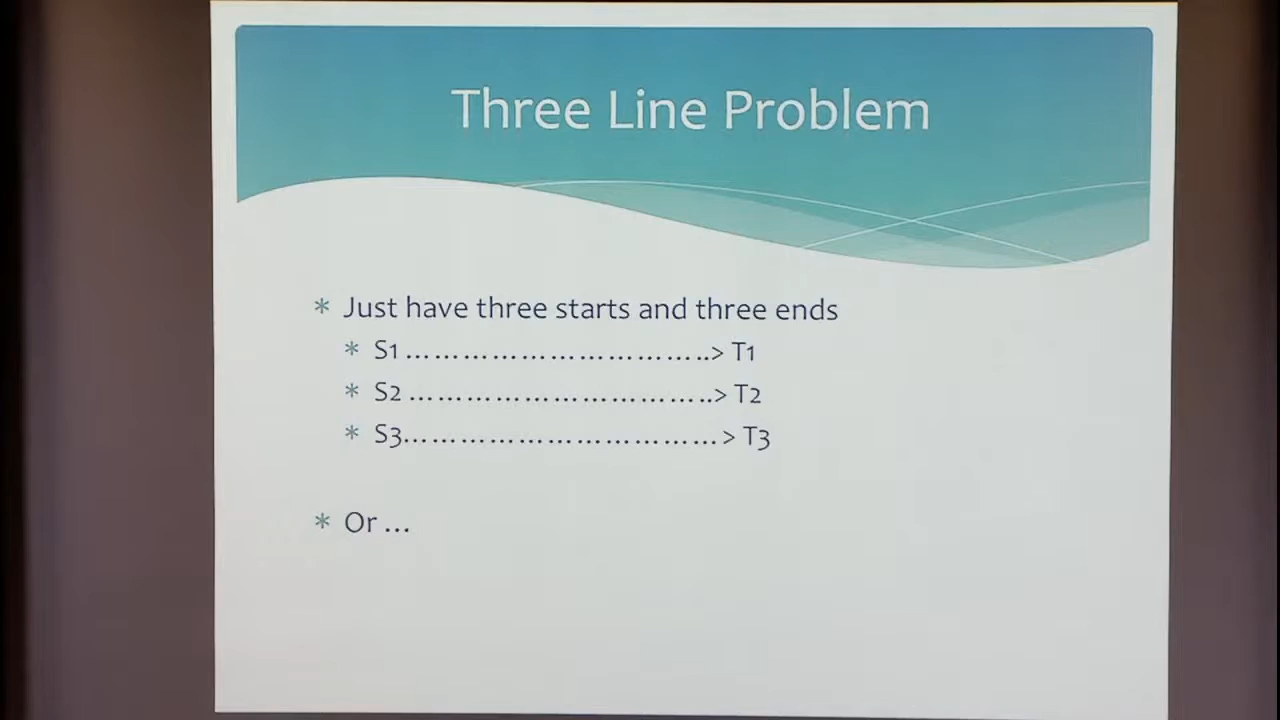 Three Line Problem
* Just have three starts and three ends
* S1 ………………………….> T1
* S2 …………………………..> T2
* S3……………………………> T3
* Or …